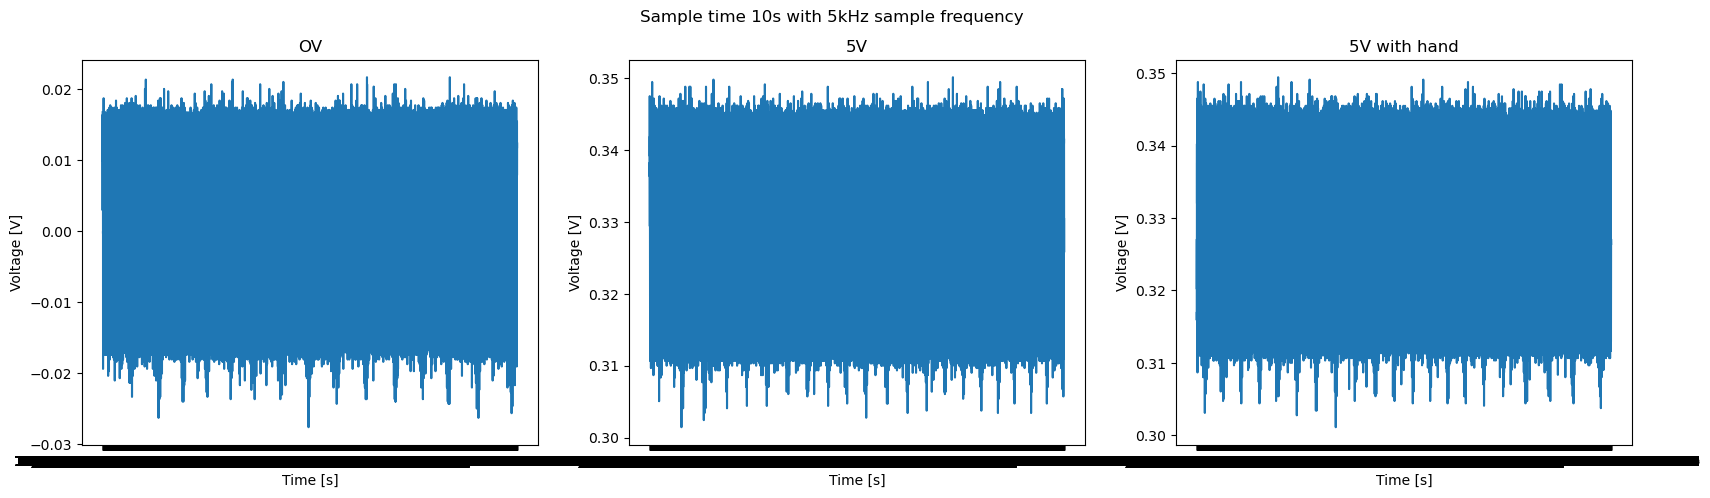 Sample time 10s with 5kHz sample frequency
OV
5V
5V with hand
Voltage [V]
0.02
0.01
0.00
−0.01
−0.02
−0.03
Time [s]
Voltage [V]
0.35
0.34
0.33
0.32
0.31
0.30
Time [s]
Voltage [V]
0.35
0.34
0.33
0.32
0.31
0.30
Time [s]